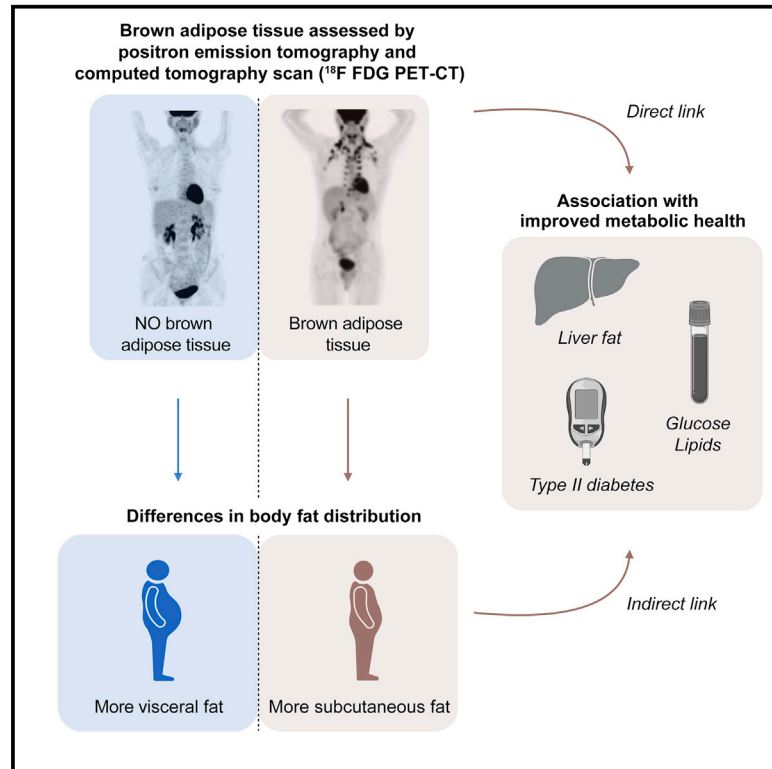 Brown adipose tissue assessed by
positron emission tomography and
computed tomography scan (¹⁸F FDG PET-CT)
NO brown
adipose tissue
Brown adipose
tissue
Direct link
Association with
improved metabolic health
Liver fat
Glucose
Lipids
Type II diabetes
Differences in body fat distribution
More visceral fat
More subcutaneous fat
Indirect link